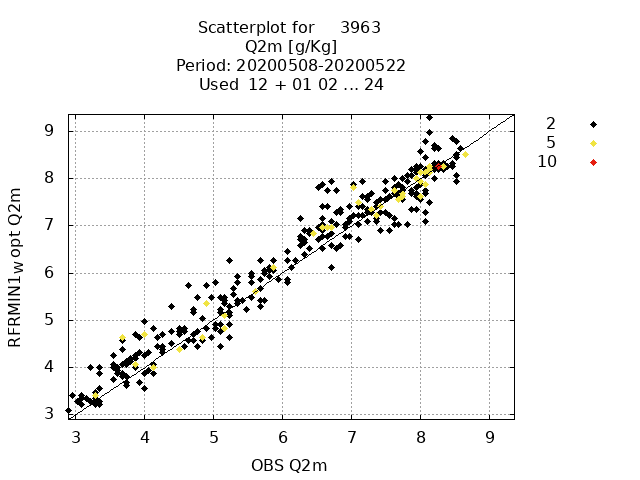 Scatterplot for 3963
Q2m [g/Kg]
Period: 20200508-20200522
Used 12 + 01 02 ... 24
2
5
10
9
8
7
6
5
4
3
RFRMIN1_W opt Q2m
3 4 5 6 7 8 9
OBS Q2m